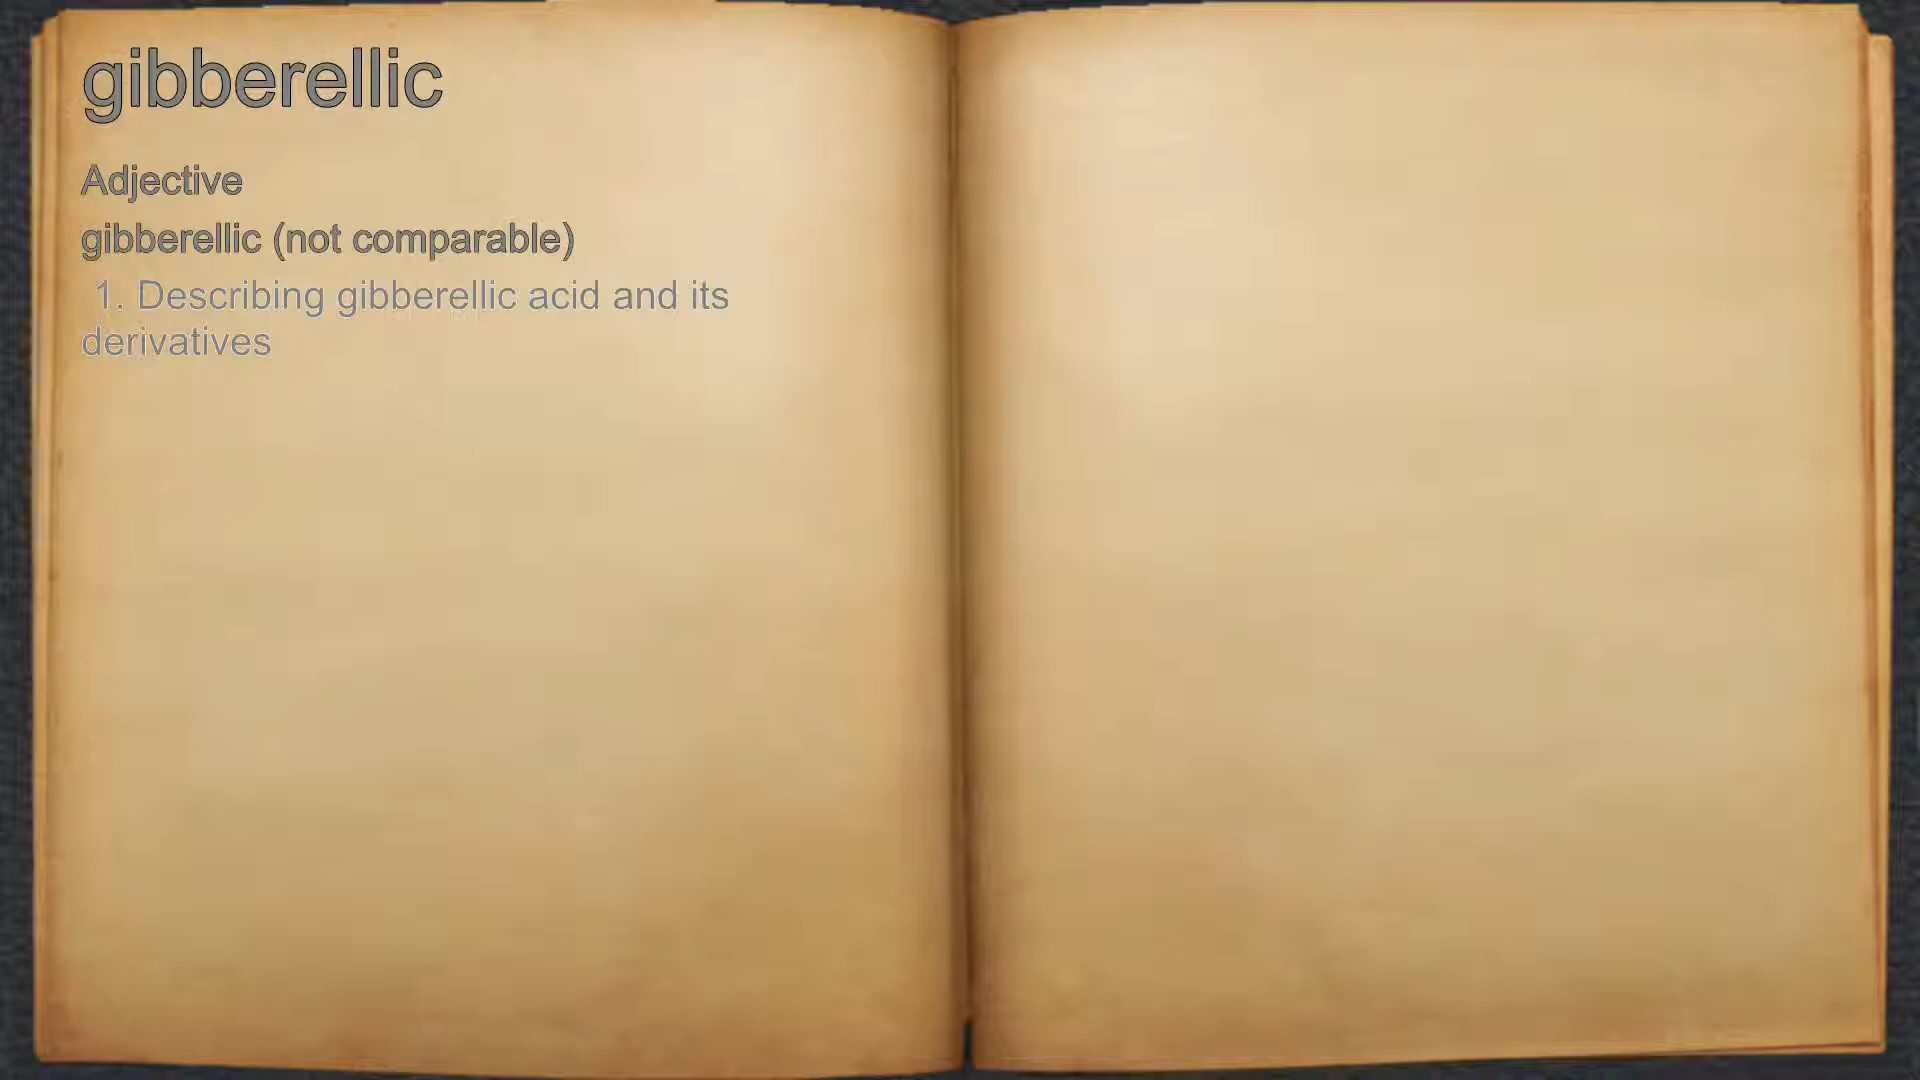 gibberellic
Adjective
gibberellic (not comparable)
1. Describing gibberellic acid and its
derivatives